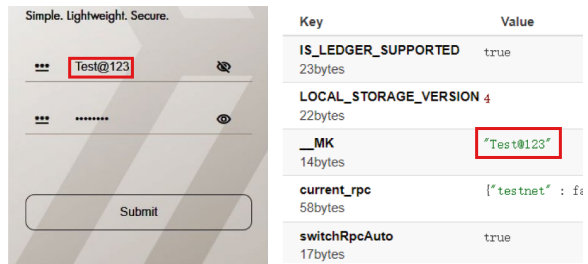 Simple. Lightweight. Secure.
Test@123
••••••••
Submit
Key Value
IS_LEDGER_SUPPORTED true
23bytes
LOCAL_STORAGE_VERSION 4
22bytes
__MK "Test@123"
14bytes
current_rpc {"testnet" : fa
58bytes
switchRpcAuto true
17bytes